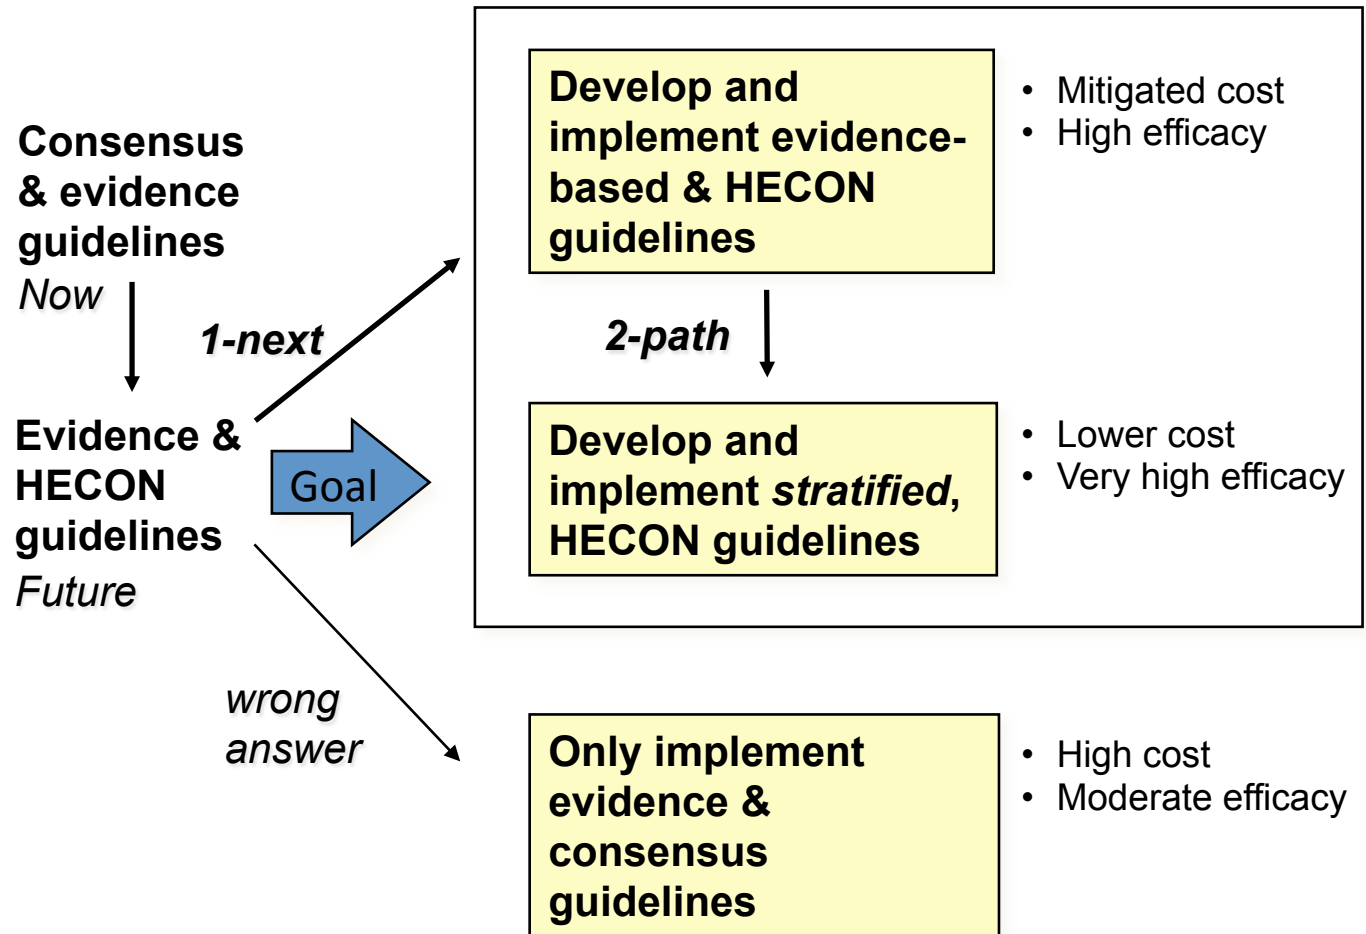 Consensus
& evidence
guidelines
Now
1-next
Evidence &
HECON
guidelines
Future
Goal
wrong
answer
Develop and
implement evidence-
based & HECON
guidelines
• Mitigated cost
• High efficacy
2-path
Develop and
implement stratified,
HECON guidelines
• Lower cost
• Very high efficacy
Only implement
evidence &
consensus
guidelines
• High cost
• Moderate efficacy